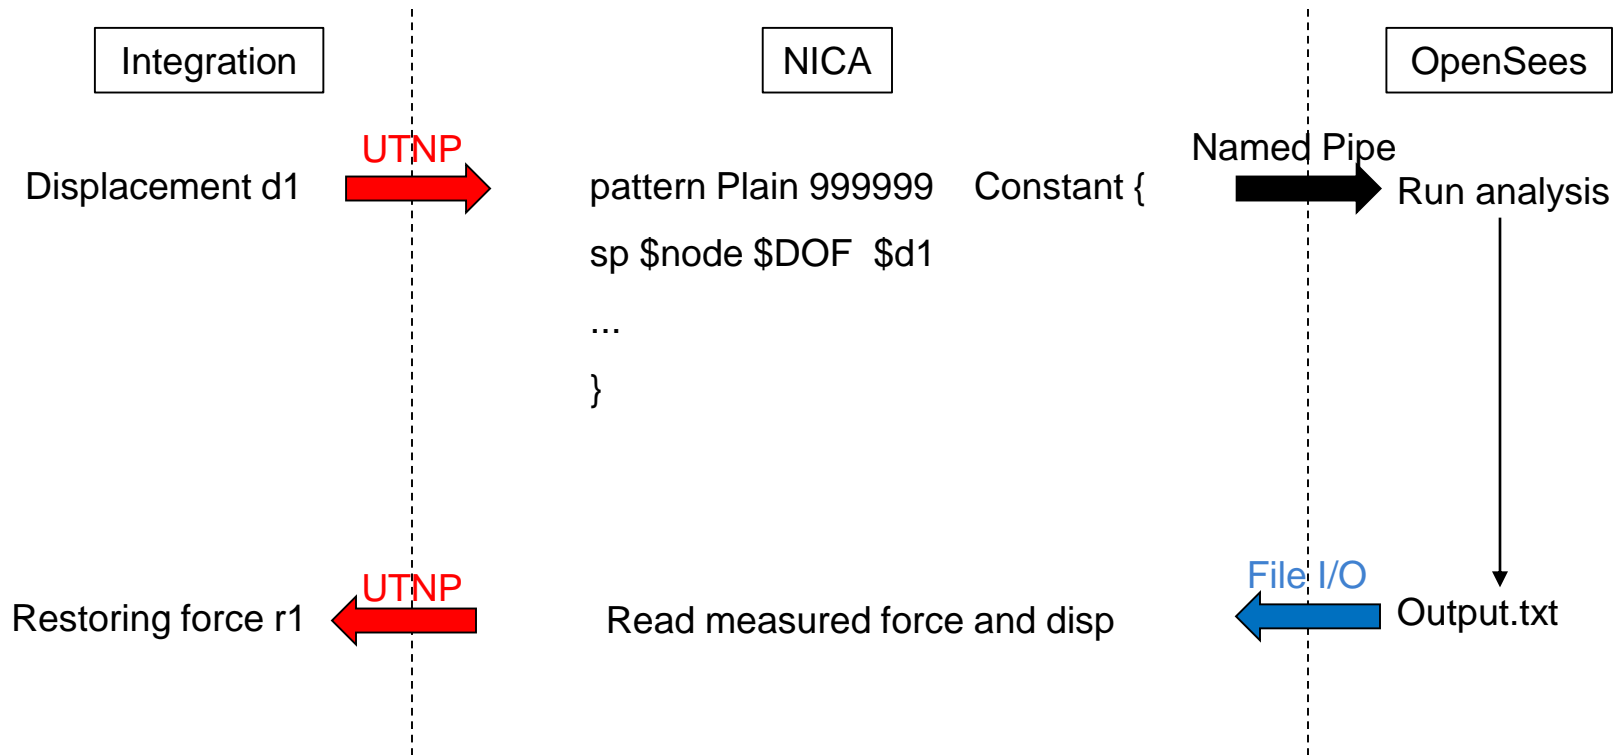 Integration
NICA
OpenSees
UTNP
Named Pipe
Displacement d1
pattern Plain 999999 Constant {
Run analysis
sp $node $DOF $d1
...
}
UTNP
File I/O
Restoring force r1
Read measured force and disp
Output.txt